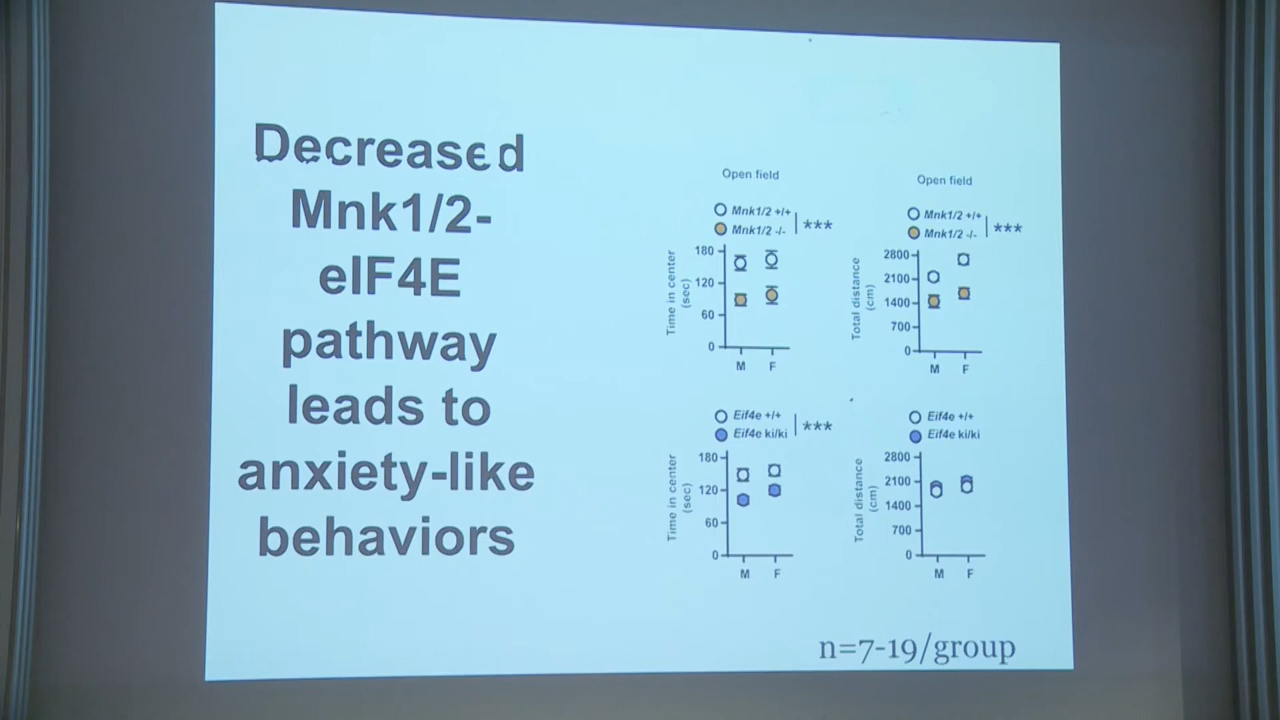 Decreased
Mnk1/2-
eIF4E
pathway
leads to
anxiety-like
behaviors
Open field
Mnk1/2 +/+
Mnk1/2 -/-
***
Time in center
(sec)
180
120
60
0
M F
Open field
Mnk1/2 +/+
Mnk1/2 -/-
***
Total distance
(cm)
2800
2100
1400
700
0
M F
Eif4e +/+
Eif4e ki/ki
***
Time in center
(sec)
180
120
60
0
M F
Eif4e +/+
Eif4e ki/ki
Total distance
(cm)
2800
2100
1400
700
0
M F
n=7-19/group